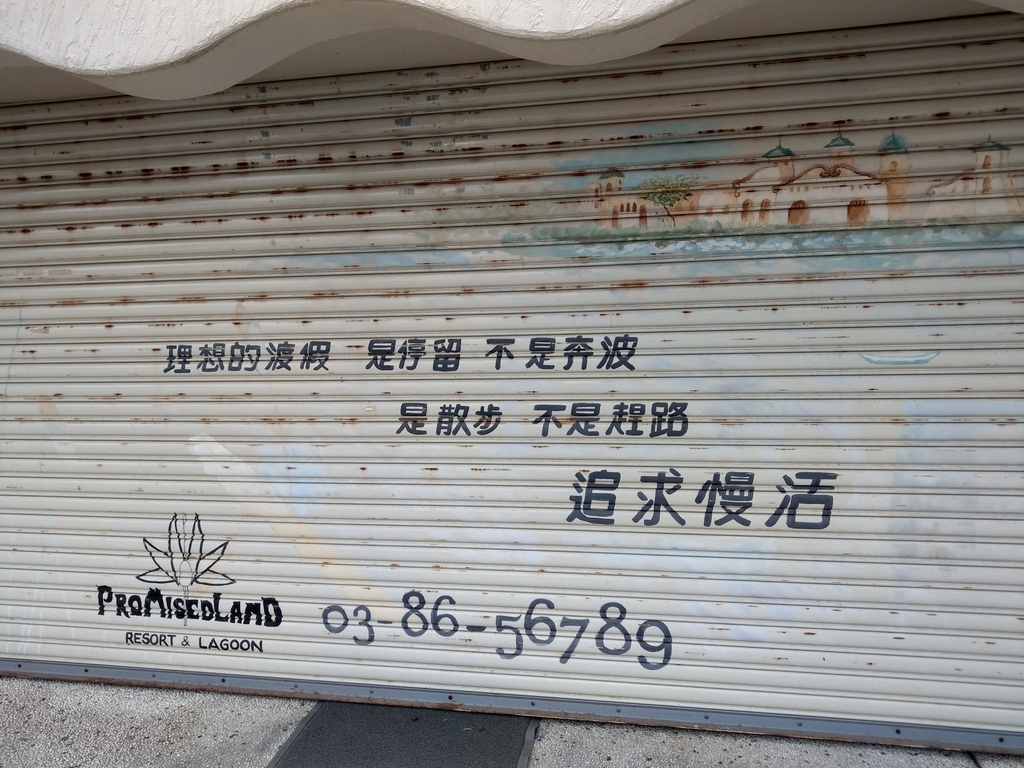 理想的渡假 是停留 不是奔波
是散步 不是趕路
追求慢活
PROMISEDLAND
RESORT & LAGOON
03-86-56789